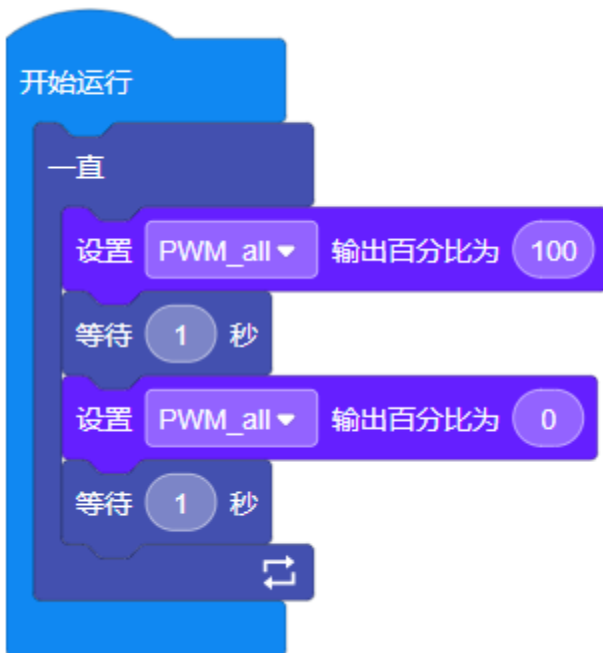 开始运行
一直
设置 PWM_all 输出百分比为 100
等待 1 秒
设置 PWM_all 输出百分比为 0
等待 1 秒